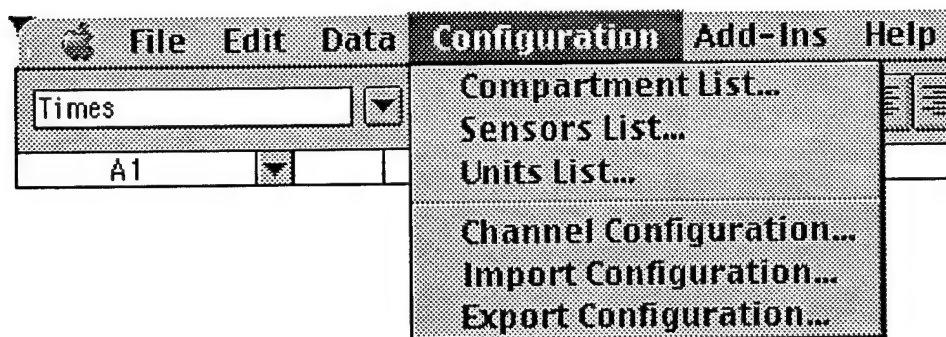 File Edit Data Configuration Add-Ins Help
Times
A1
Compartment List...
Sensors List...
Units List...
Channel Configuration...
Import Configuration...
Export Configuration...